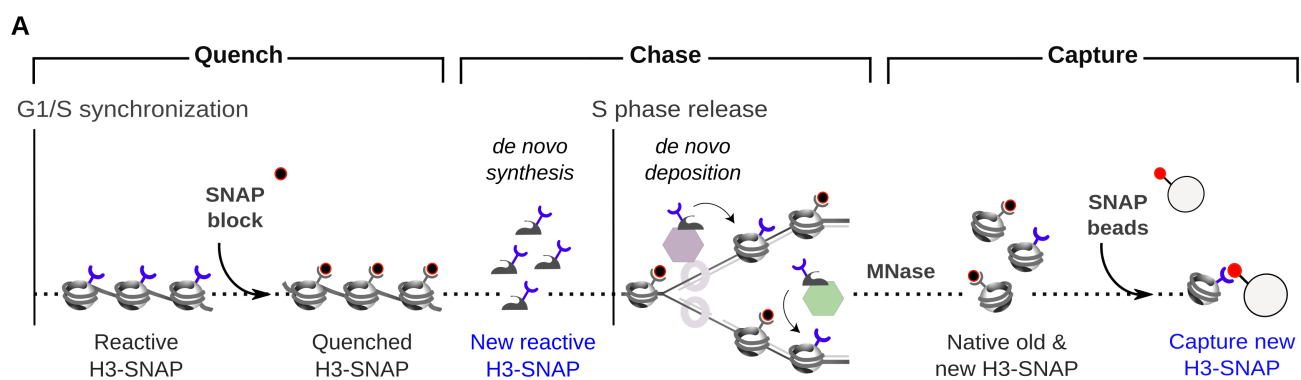 A
Quench
Chase
Capture
G1/S synchronization
S phase release
de novo
synthesis
de novo
deposition
SNAP
block
SNAP
beads
MNase
Reactive
H3-SNAP
Quenched
H3-SNAP
New reactive
H3-SNAP
Native old &
new H3-SNAP
Capture new
H3-SNAP